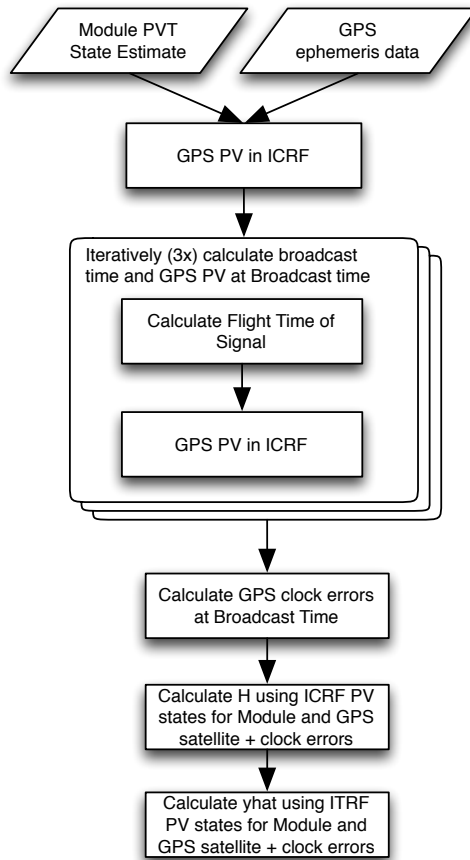 Module PVT
State Estimate
GPS
ephemeris data
GPS PV in ICRF
Iteratively (3x) calculate broadcast
time and GPS PV at Broadcast time
Calculate Flight Time of
Signal
GPS PV in ICRF
Calculate GPS clock errors
at Broadcast Time
Calculate H using ICRF PV
states for Module and GPS
satellite + clock errors
Calculate yhat using ITRF
PV states for Module and
GPS satellite + clock errors